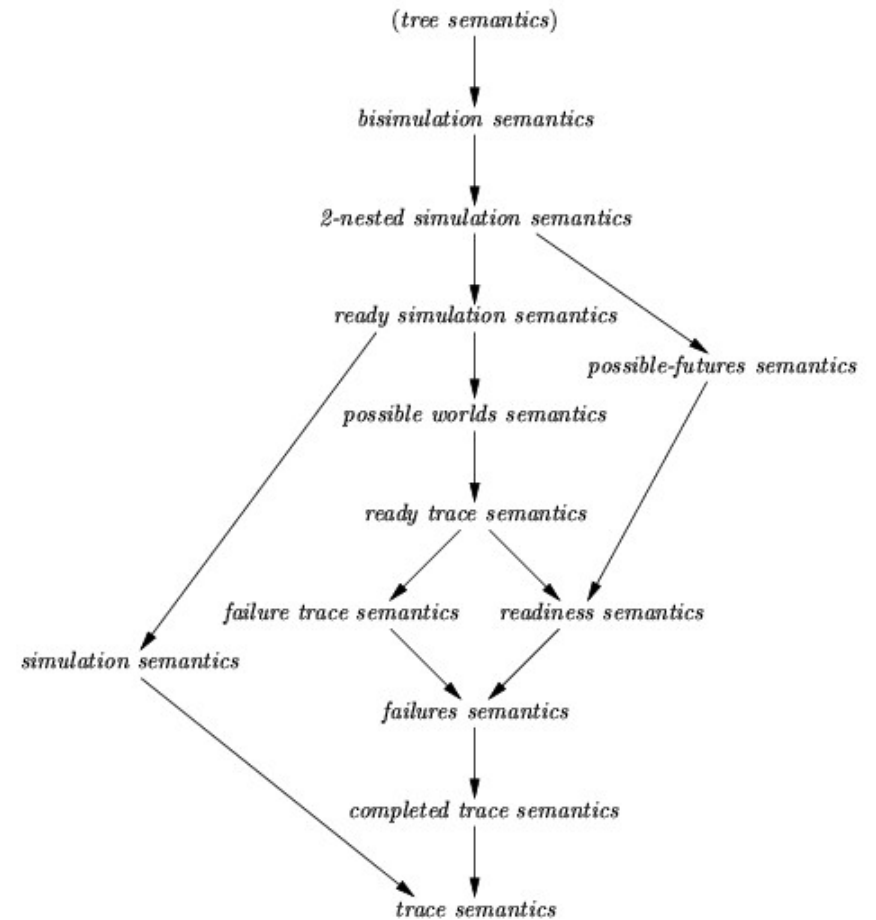 (tree semantics)
bisimulation semantics
2-nested simulation semantics
ready simulation semantics
possible-futures semantics
possible worlds semantics
ready trace semantics
failure trace semantics
readiness semantics
simulation semantics
failures semantics
completed trace semantics
trace semantics